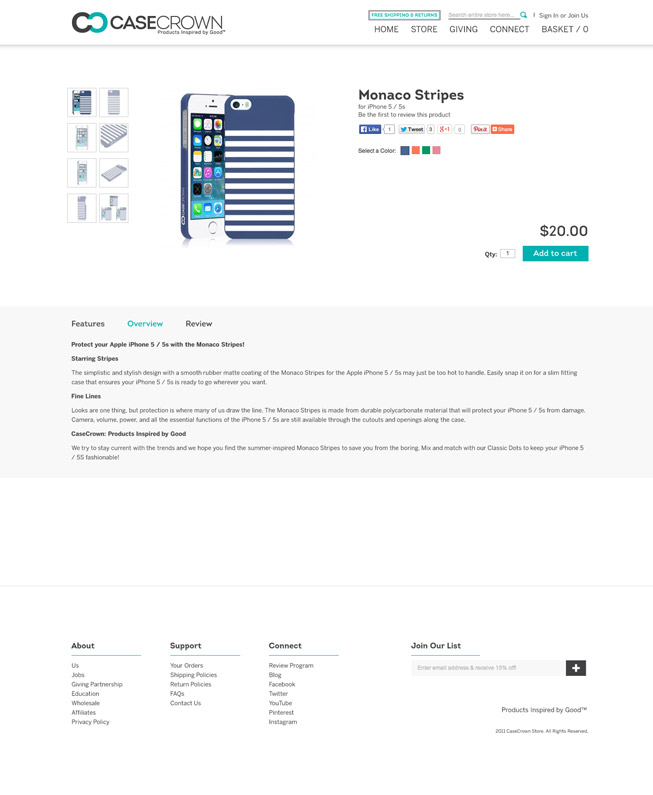 CASECROWN
Products Inspired by Good™
FREE SHIPPING & RETURNS
Search entire store here...
| Sign In or Join Us
HOME STORE GIVING CONNECT BASKET / 0
Monaco Stripes
for iPhone 5 / 5s
Be the first to review this product
Like 1 Tweet 3 +1 0 Pinit Share
Select a Color:
$20.00
Qty: 1 Add to cart
Features Overview Review
Protect your Apple iPhone 5 / 5s with the Monaco Stripes!
Starring Stripes
The simplistic and stylish design with a smooth rubber matte coating of the Monaco Stripes for the Apple iPhone 5 / 5s may just be too hot to handle. Easily snap it on for a slim fitting
case that ensures your iPhone 5 / 5s is ready to go wherever you want.
Fine Lines
Looks are one thing, but protection is where many of us draw the line. The Monaco Stripes is made from durable polycarbonate material that will protect your iPhone 5 / 5s from damage.
Camera, volume, power, and all the essential functions of the iPhone 5 / 5s are still available through the cutouts and openings along the case.
CaseCrown: Products Inspired by Good
We try to stay current with the trends and we hope you find the summer-inspired Monaco Stripes to save you from the boring. Mix and match with our Classic Dots to keep your iPhone 5
/ 5S fashionable!
About
Us
Jobs
Giving Partnership
Education
Wholesale
Affiliates
Privacy Policy
Support
Your Orders
Shipping Policies
Return Policies
FAQs
Contact Us
Connect
Review Program
Blog
Facebook
Twitter
YouTube
Pinterest
Instagram
Join Our List
Enter email address & receive 15% off!
Products Inspired by Good™
2011 CaseCrown Store. All Rights Reserved.